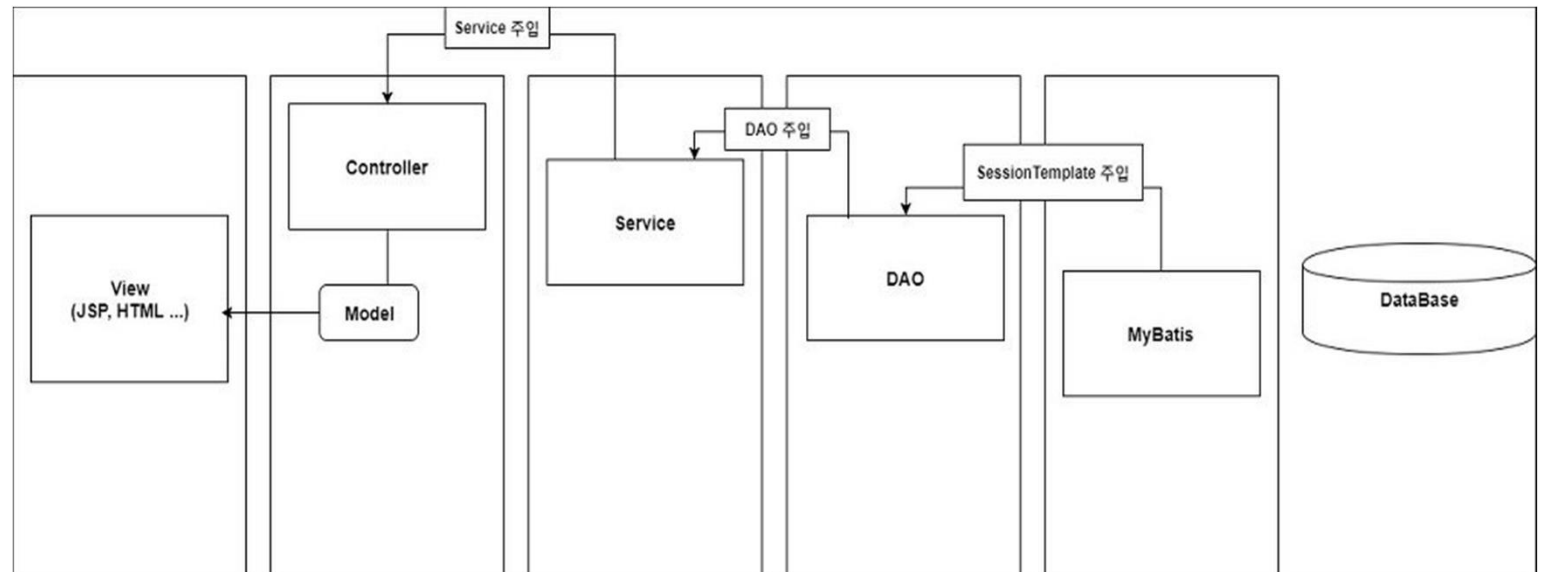 Service 주입
DAO 주입
SessionTemplate 주입
Controller
Service
DAO
View
(JSP, HTML ...)
Model
MyBatis
DataBase